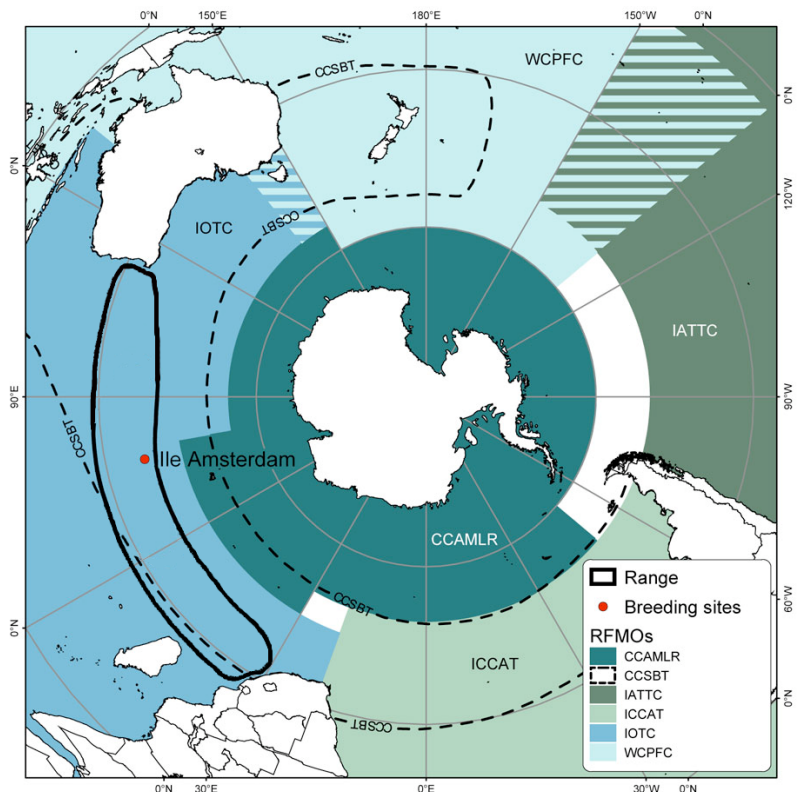 0°N
150°E
180°E
150°W
0°N
CCSBT
WCPFC
0°N
0°N
120°W
IOTC
CCSBT
IATTC
90°E
90°W
CCSBT
Ile Amsterdam
CCAMLR
CCSBT
60°W
0°N
ICCAT
CCSBT
0°N
0°N
30°E
0°E
30°W
0°N
Range
Breeding sites
RFMOs
CCAMLR
CCSBT
IATTC
ICCAT
IOTC
WCPFC